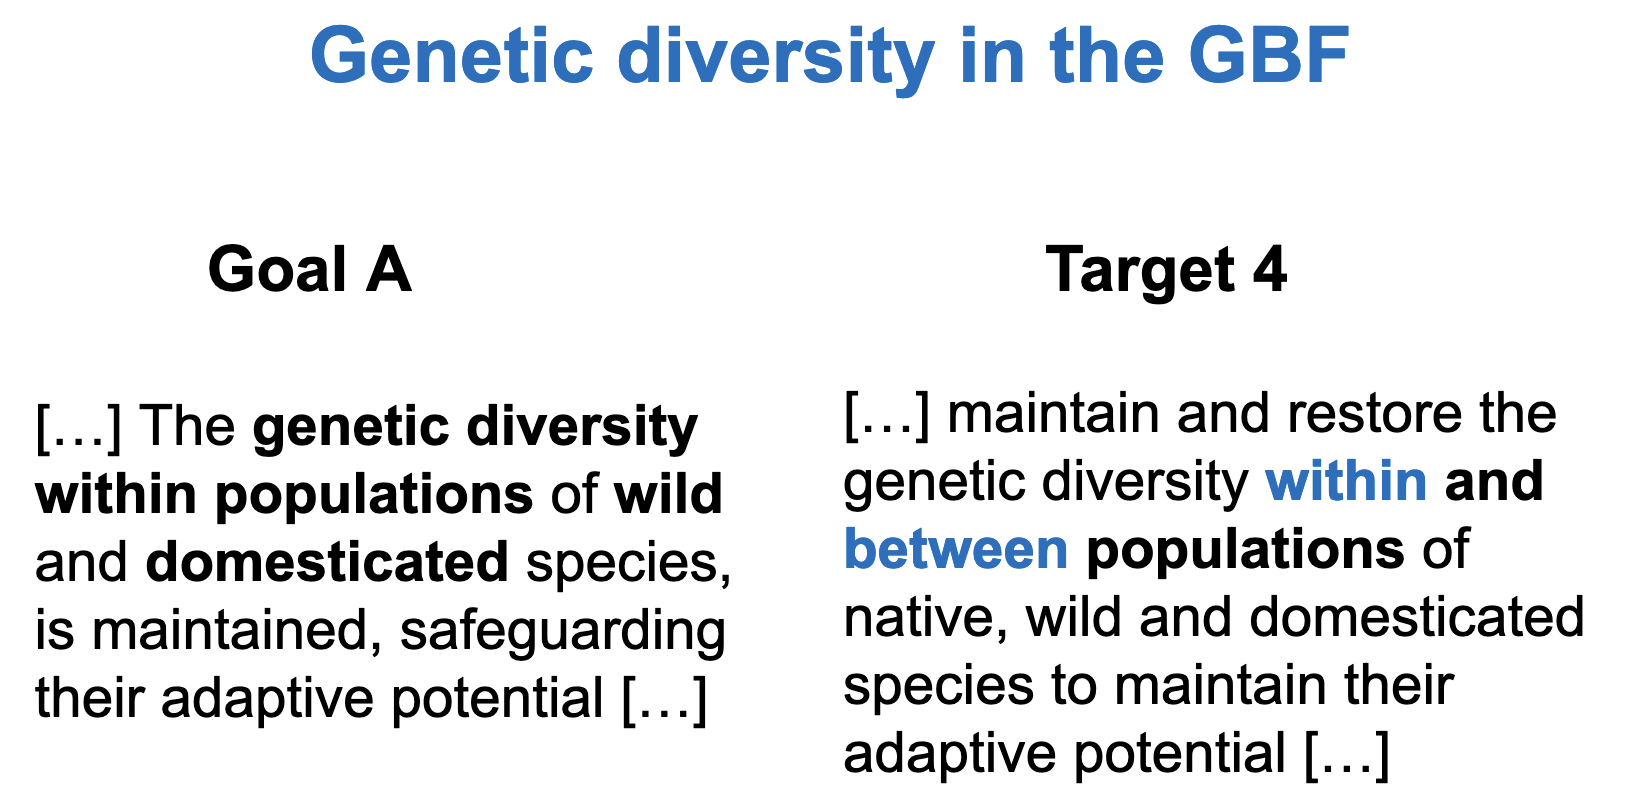 Genetic diversity in the GBF
Goal A
[…] The genetic diversity
within populations of wild
and domesticated species,
is maintained, safeguarding
their adaptive potential […]
Target 4
[…] maintain and restore the
genetic diversity within and
between populations of
native, wild and domesticated
species to maintain their
adaptive potential […]